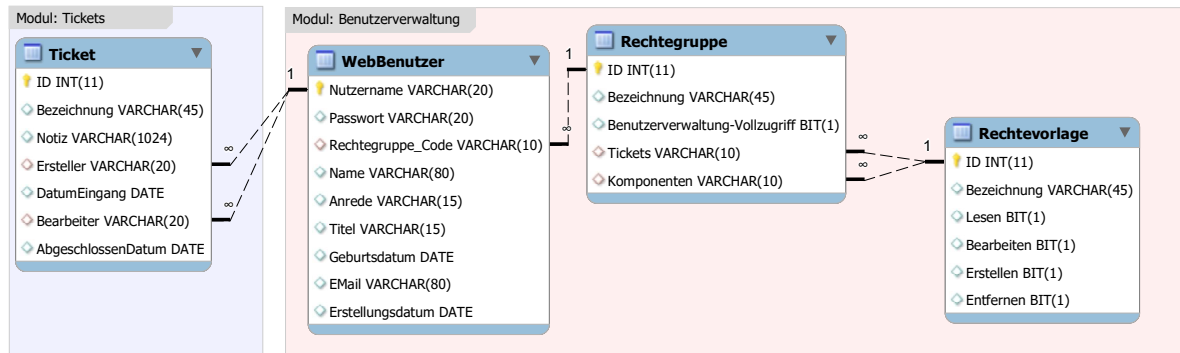 Modul: Tickets
Ticket
ID INT(11)
Bezeichnung VARCHAR(45)
Notiz VARCHAR(1024)
Ersteller VARCHAR(20)
DatumEingang DATE
Bearbeiter VARCHAR(20)
AbgeschlossenDatum DATE
∞
∞
1
Modul: Benutzerverwaltung
WebBenutzer
Nutzername VARCHAR(20)
Passwort VARCHAR(20)
Rechtegruppe_Code VARCHAR(10)
Name VARCHAR(80)
Anrede VARCHAR(15)
Titel VARCHAR(15)
Geburtsdatum DATE
EMail VARCHAR(80)
Erstellungsdatum DATE
∞
1
Rechtegruppe
ID INT(11)
Bezeichnung VARCHAR(45)
Benutzerverwaltung-Vollzugriff BIT(1)
Tickets VARCHAR(10)
Komponenten VARCHAR(10)
∞
∞
1
Rechtevorlage
ID INT(11)
Bezeichnung VARCHAR(45)
Lesen BIT(1)
Bearbeiten BIT(1)
Erstellen BIT(1)
Entfernen BIT(1)